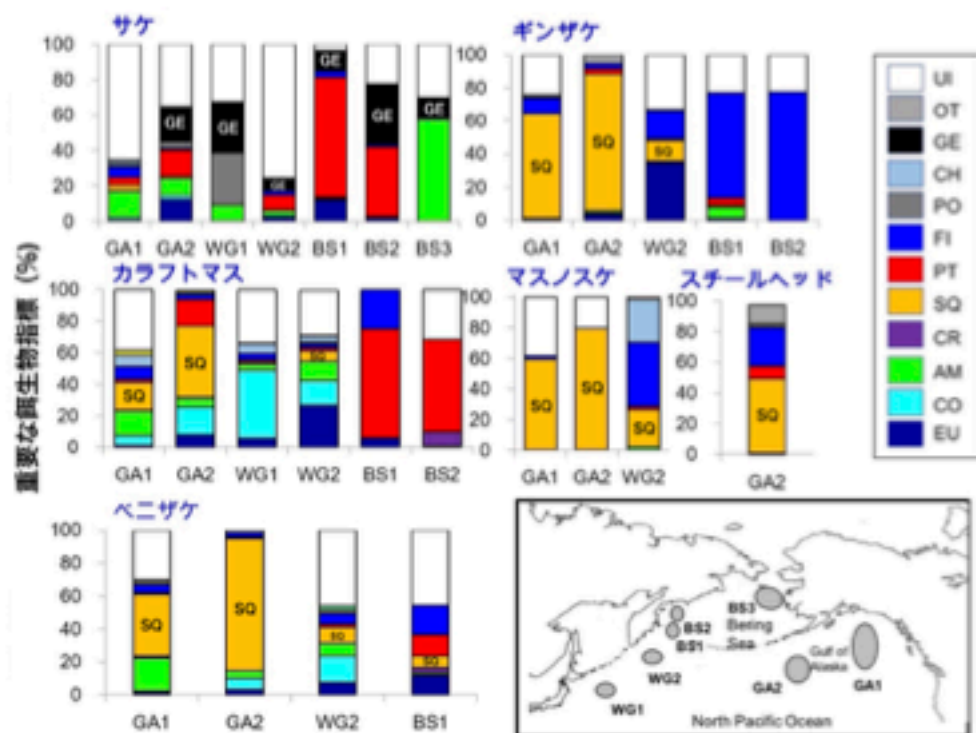 サケ
100
80
60
40
20
0
GE
GE
GE
GE
GE
GE
GA1 GA2 WG1 WG2 BS1 BS2 BS3
ギンザケ
100
80
60
40
20
0
SQ
SQ
SQ
GA1 GA2 WG2 BS1 BS2
UI
OT
GE
CH
PO
FI
PT
SQ
CR
AM
CO
EU
重要な餌生物指標 (%)
カラフトマス
100
80
60
40
20
0
SQ
SQ
SQ
GA1 GA2 WG1 WG2 BS1 BS2
マスノスケ
100
80
60
40
20
0
SQ
SQ
SQ
GA1 GA2 WG2
スチールヘッド
100
80
60
40
20
0
SQ
GA2
ベニザケ
100
80
60
40
20
0
SQ
SQ
SQ
SQ
GA1 GA2 WG2 BS1
BS3
Bering
Sea
BS2
BS1
WG2
WG1
Gulf of
Alaska
GA2
GA1
North Pacific Ocean